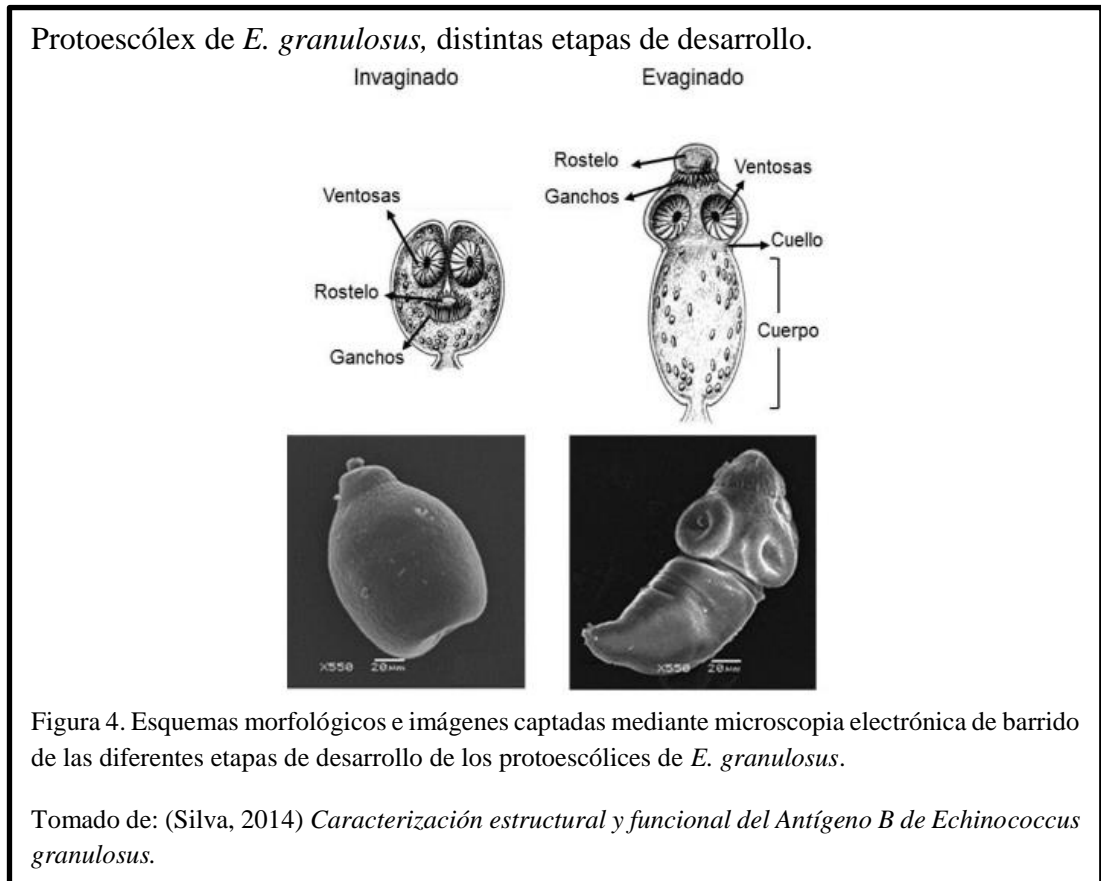 Protoescólex de E. granulosus, distintas etapas de desarrollo.
Invaginado
Evaginado
Ventosas
Rostelo
Ganchos
Rostelo
Ganchos
Ventosas
Cuello
Cuerpo
X550 20µm
X550 20µm
Figura 4. Esquemas morfológicos e imágenes captadas mediante microscopia electrónica de barrido
de las diferentes etapas de desarrollo de los protoescólices de E. granulosus.
Tomado de: (Silva, 2014) Caracterización estructural y funcional del Antígeno B de Echinococcus
granulosus.